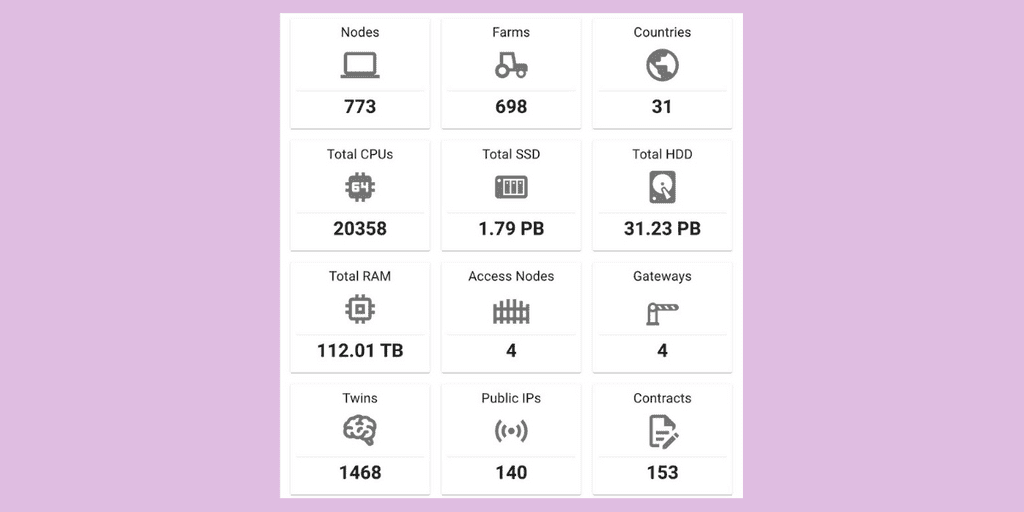 Nodes Farms Countries
773 698 31
Total CPUs Total SSD Total HDD
64
20358 1.79 PB 31.23 PB
Total RAM Access Nodes Gateways
112.01 TB 4 4
Twins Public IPs Contracts
1468 140 153